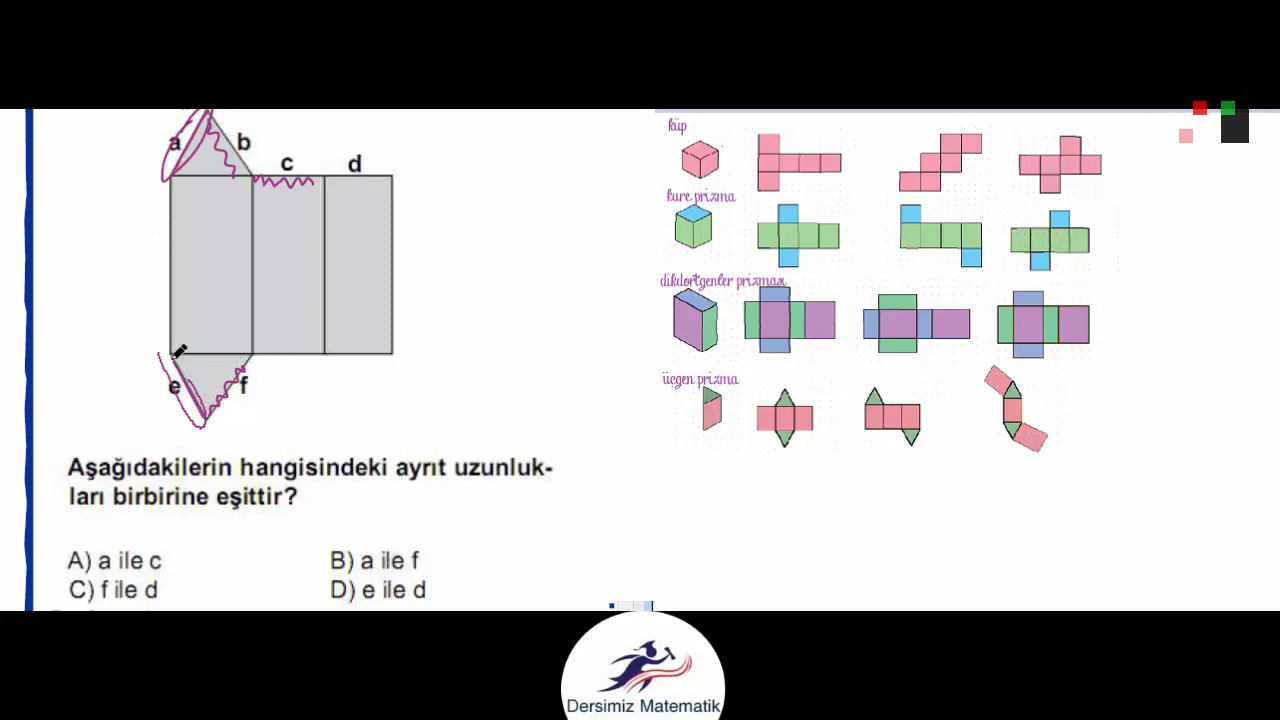 a
b
c
d
e
f
Aşağıdakilerin hangisindeki ayrıt uzunluk-
ları birbirine eşittir?
A) a ile c
B) a ile f
C) f ile d
D) e ile d
küp
kare prizma
dikdörtgenler prizması
üçgen prizma
Dersimiz Matematik